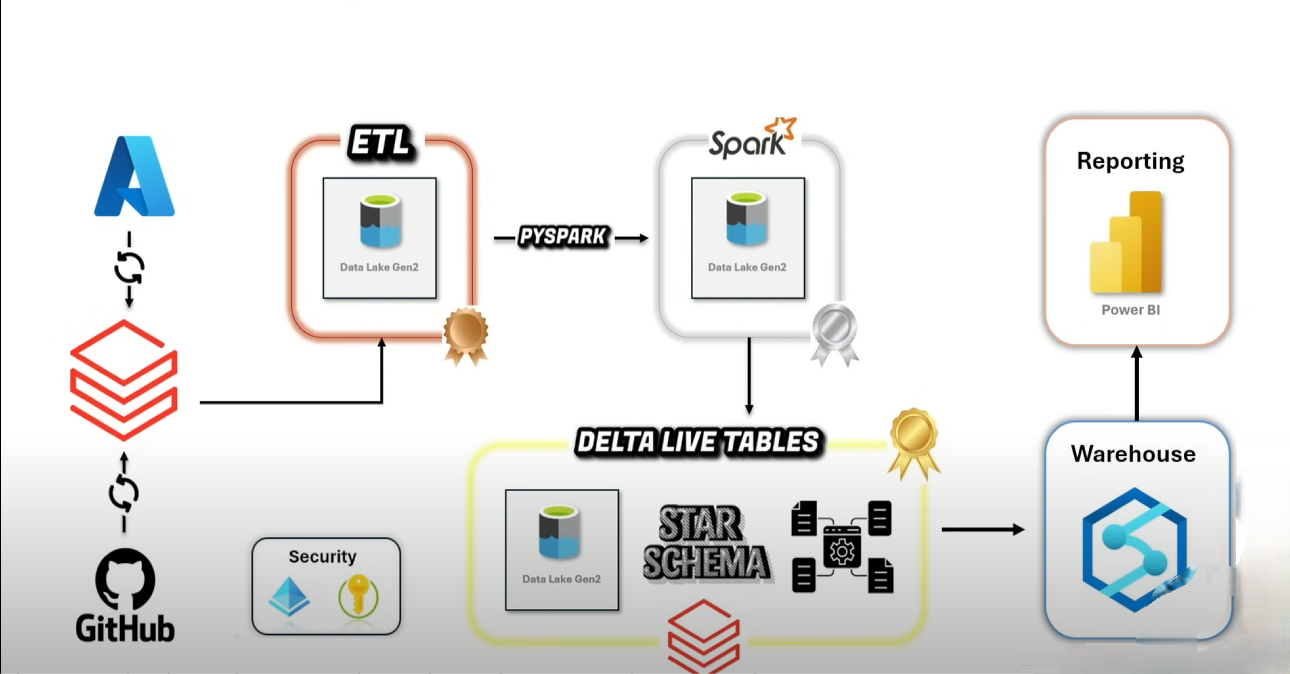 ETL
Data Lake Gen2
PYSPARK
Spark
Data Lake Gen2
Reporting
Power BI
DELTA LIVE TABLES
Data Lake Gen2
STAR
SCHEMA
Warehouse
Security
GitHub